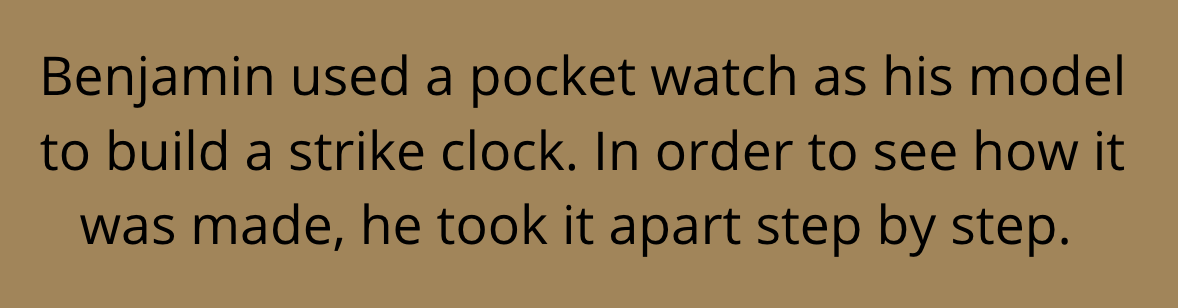 Benjamin used a pocket watch as his model
to build a strike clock. In order to see how it
was made, he took it apart step by step.